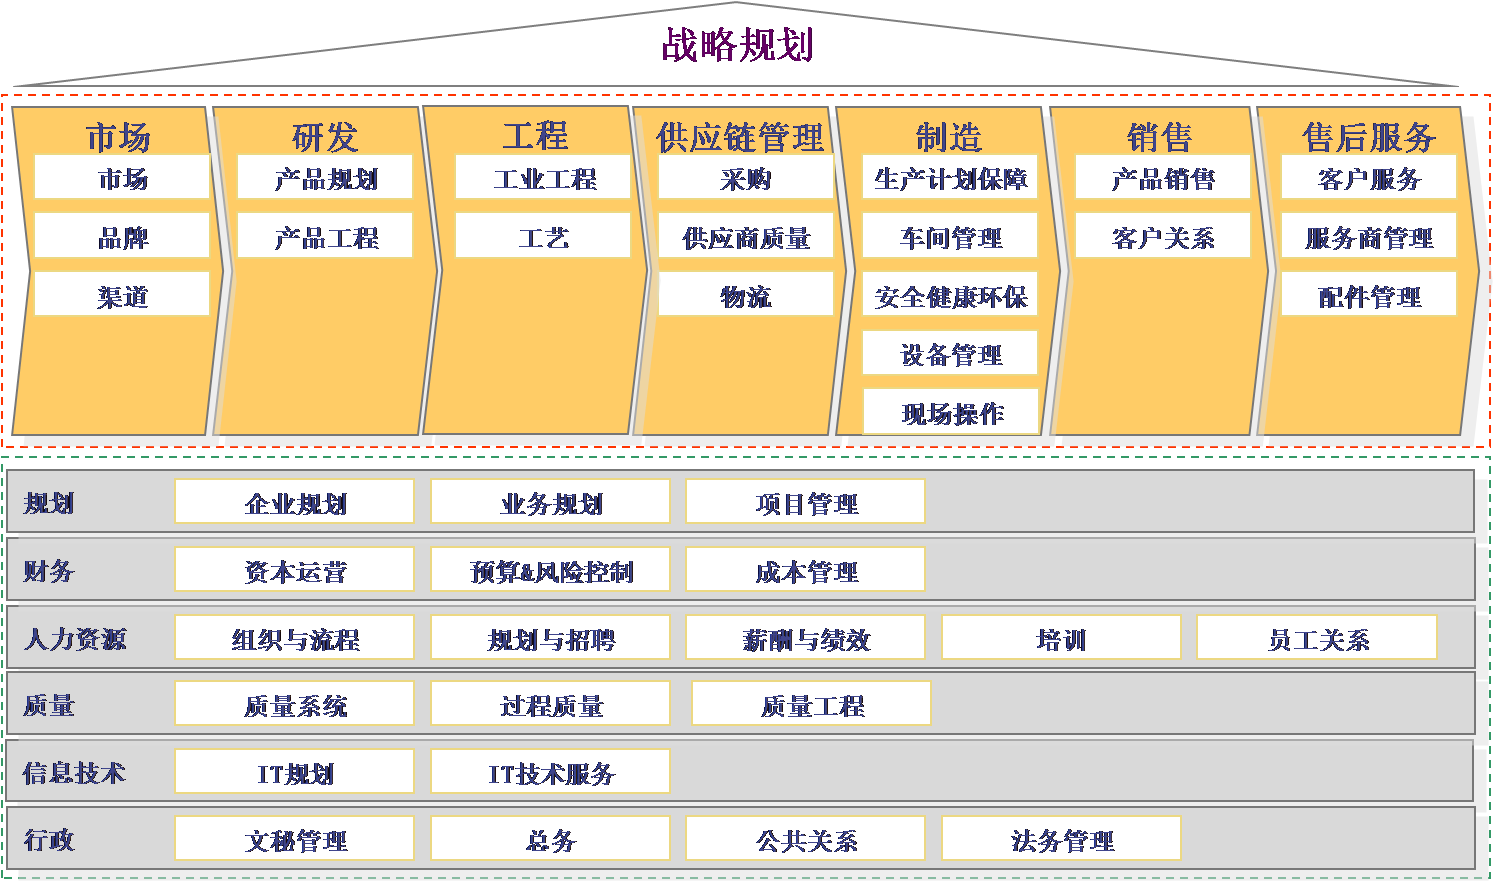 战略规划
市场
研发
工程
供应链管理
制造
销售
售后服务
市场
产品规划
工业工程
采购
生产计划保障
产品销售
客户服务
品牌
产品工程
工艺
供应商质量
车间管理
客户关系
服务商管理
渠道
物流
安全健康环保
配件管理
设备管理
现场操作
规划
企业规划
业务规划
项目管理
财务
资本运营
预算&风险控制
成本管理
人力资源
组织与流程
规划与招聘
薪酬与绩效
培训
员工关系
质量
质量系统
过程质量
质量工程
信息技术
IT规划
IT技术服务
行政
文秘管理
总务
公共关系
法务管理